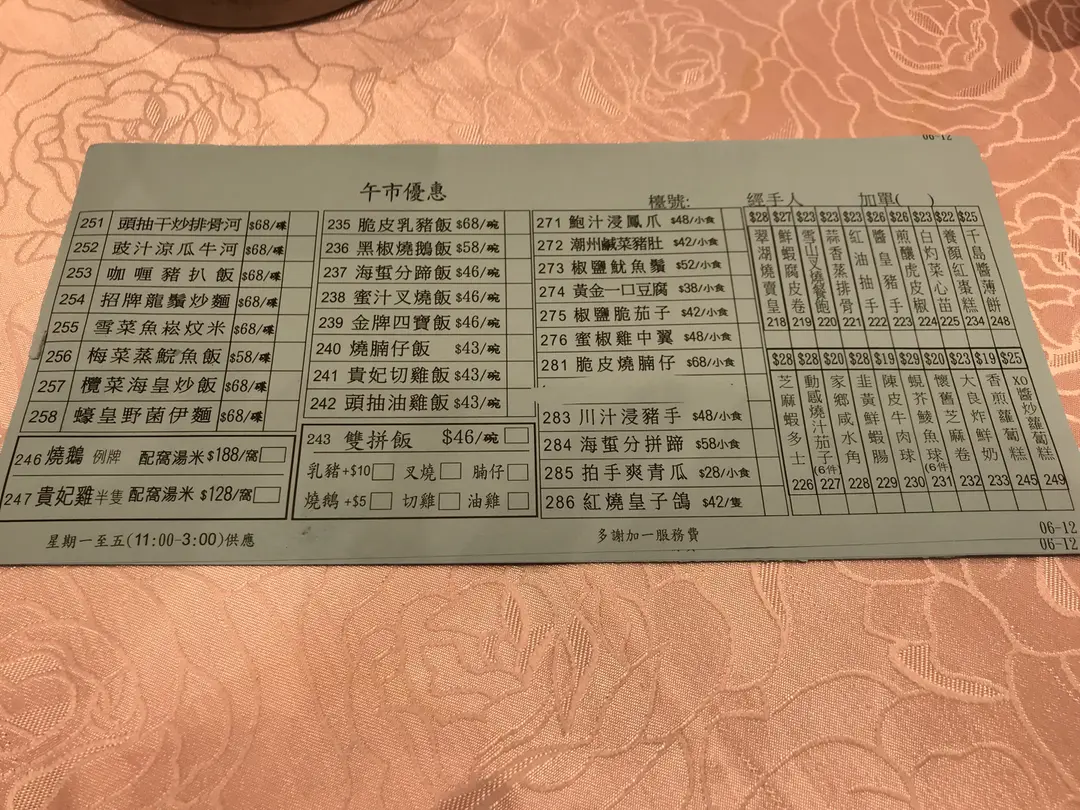 06-12
午市優惠
檯號:
經手人
加單( )
251 頭抽干炒排骨河 $68/碟
252 豉汁涼瓜牛河 $68/碟
253 咖喱豬扒飯 $68/碟
254 招牌龍鬚炒麵 $68/碟
255 雪菜魚崧炆米 $68/碟
256 梅菜蒸鯇魚飯 $58/碟
257 欖菜海皇炒飯 $68/碟
258 蠔皇野菌伊麵 $68/碟
246 燒鵝 例牌 配窩湯米 $188/窩
247 貴妃雞 半隻 配窩湯米 $128/窩
235 脆皮乳豬飯 $68/碗
236 黑椒燒鵝飯 $58/碗
237 海蜇分蹄飯 $46/碗
238 蜜汁叉燒飯 $46/碗
239 金牌四寶飯 $46/碗
240 燒腩仔飯 $43/碗
241 貴妃切雞飯 $43/碗
242 頭抽油雞飯 $43/碗
243 雙拼飯 $46/碗
乳豬+$10 叉燒 腩仔
燒鵝+$5 切雞 油雞
271 鮑汁浸鳳爪 $48/小食
272 潮州鹹菜豬肚 $42/小食
273 椒鹽魷魚鬚 $52/小食
274 黃金一口豆腐 $38/小食
275 椒鹽脆茄子 $42/小食
276 蜜椒雞中翼 $48/小食
281 脆皮燒腩仔 $68/小食
283 川汁浸豬手 $48/小食
284 海蜇分拼蹄 $58小食
285 拍手爽青瓜 $28/小食
286 紅燒皇子鴿 $42/隻
$28 翠湖燒賣皇 218
$27 鮮蝦腐皮卷 219
$23 雪山叉燒餐飽 220
$23 蒜香蒸排骨 221
$23 紅油抄手 222
$26 醬皇豬手 223
$26 煎釀虎皮椒 224
$23 白灼菜心苗 225
$22 養顏紅棗糕 234
$25 千島醬薄餅 248
$28 芝麻蝦多士 226
$28 動感燒汁茄子(6件) 227
$20 家鄉咸水角 228
$28 韭黃鮮蝦腸 229
$19 陳皮牛肉球 230
$29 蜆芥鯪魚球(6件) 231
$20 懷舊芝麻卷 232
$23 大良炸鮮奶 233
$19 香煎蘿蔔糕 245
$25 XO醬炒蘿蔔糕 249
星期一至五(11:00-3:00)供應
多謝加一服務費
06-12
06-12